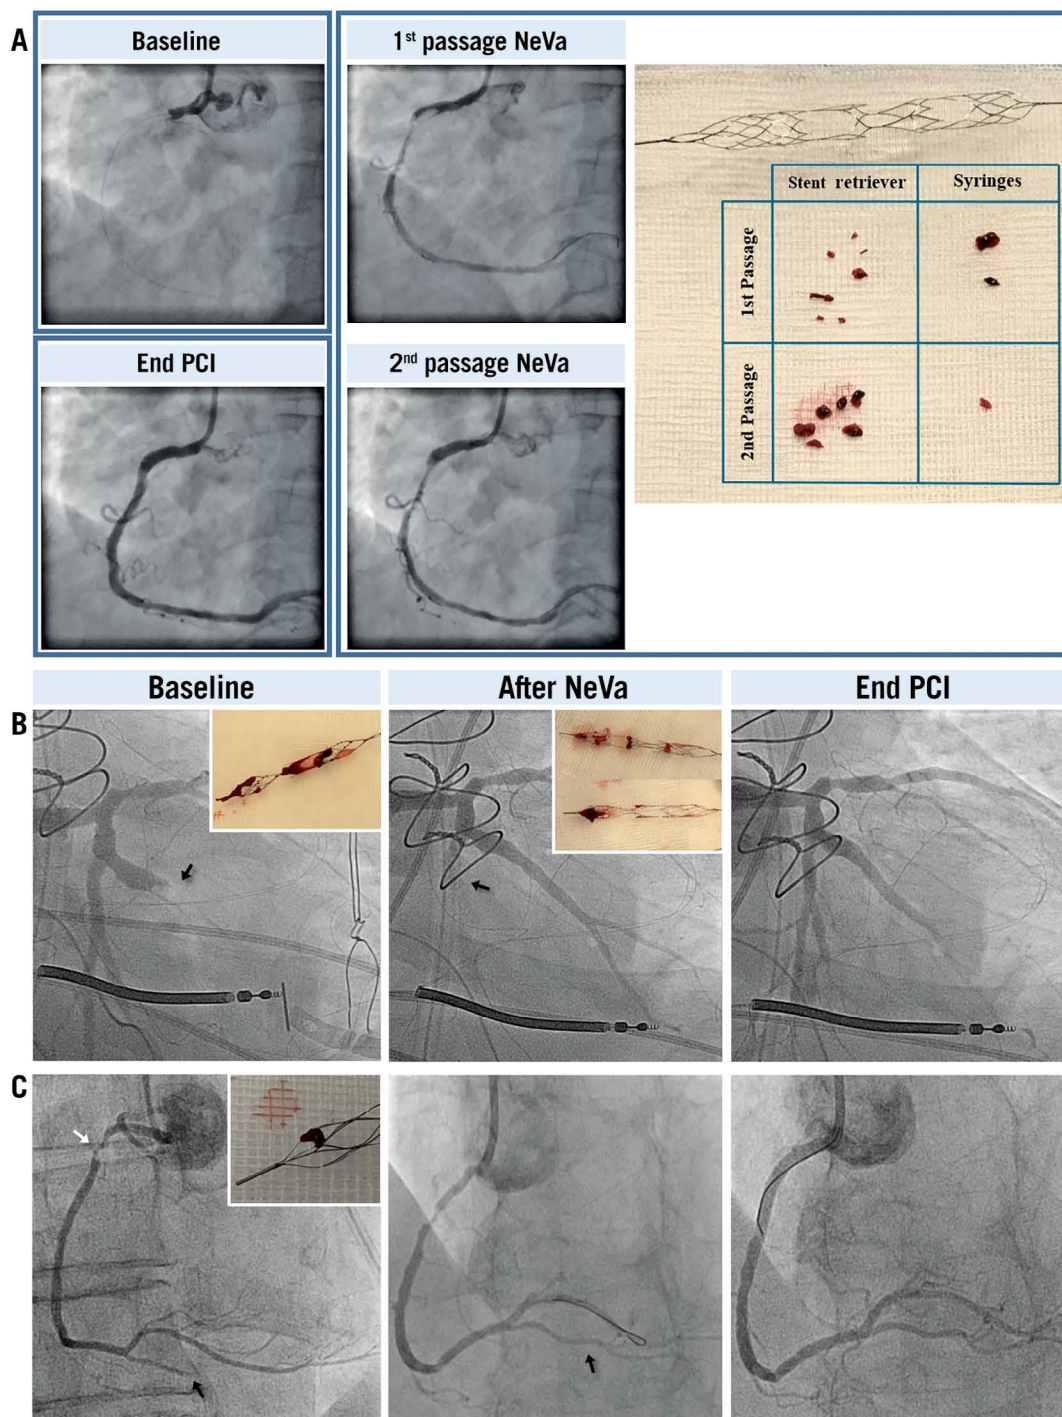 A
Baseline
1st passage NeVa
End PCI
2nd passage NeVa
Stent retriever
Syringes
1st Passage
2nd Passage
Baseline
After NeVa
End PCI
B
C